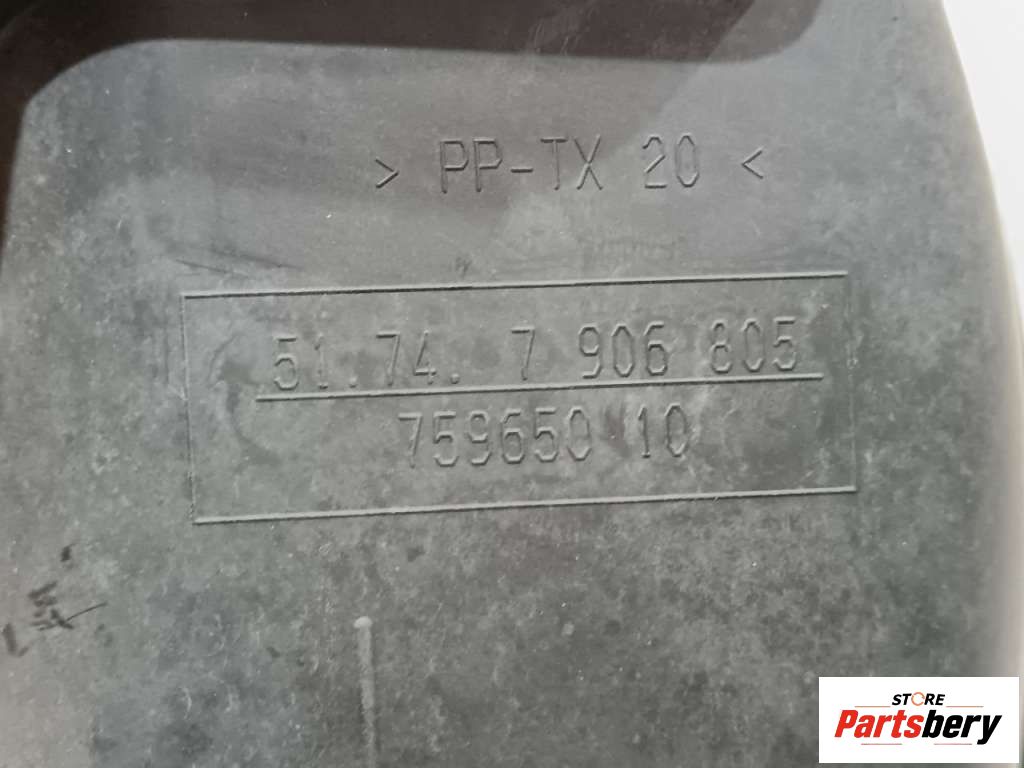 > PP-TX 20 <
51.74. 7 906 805
759650 10
STORE
Partsbery